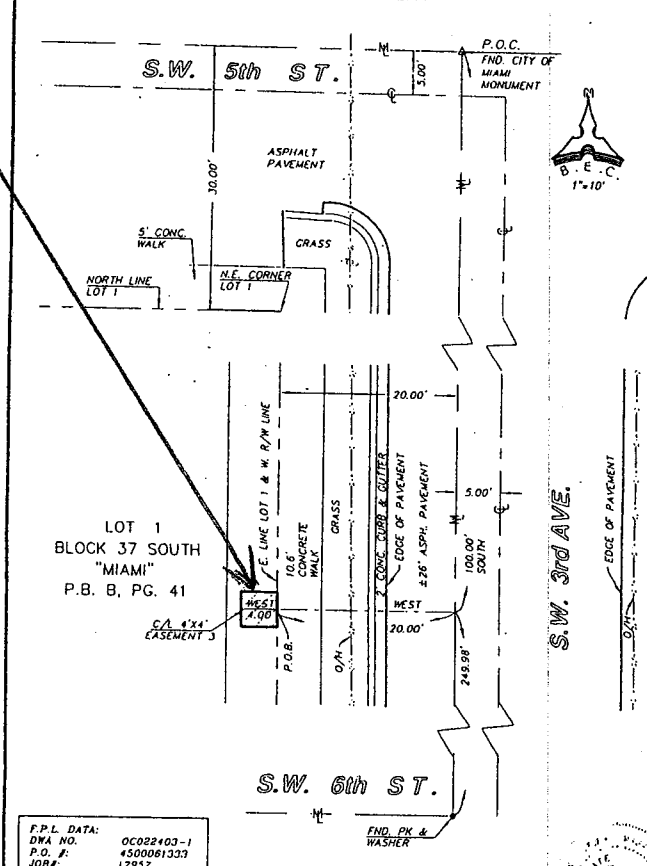 P.O.C.
FND. CITY OF
MIAMI
MONUMENT
S.W. 5th ST.
5.00'
ASPHALT
PAVEMENT
30.00'
B.E.C.
1"=10'
5' CONC.
WALK
GRASS
NORTH LINE
LOT 1
N.E. CORNER
LOT 1
20.00'
E. LINE LOT 1 & W. R/W LINE
10.6' CONCRETE
WALK
GRASS
2' CONC. CURB & GUTTER
EDGE OF PAVEMENT
±26' ASPH. PAVEMENT
5.00'
100.00'
SOUTH
S.W. 3rd AVE.
EDGE OF PAVEMENT
O/H
LOT 1
BLOCK 37 SOUTH
"MIAMI"
P.B. B, PG. 41
WEST
4.00
C/L 4'X4'
EASEMENT 3
P.O.B.
O/H
WEST
20.00'
249.98'
S.W. 6th ST.
FND. PK &
WASHER
F.P.L. DATA:
DWA NO. OC022403-1
P.O. #: 4500061333
JOB#: 17957